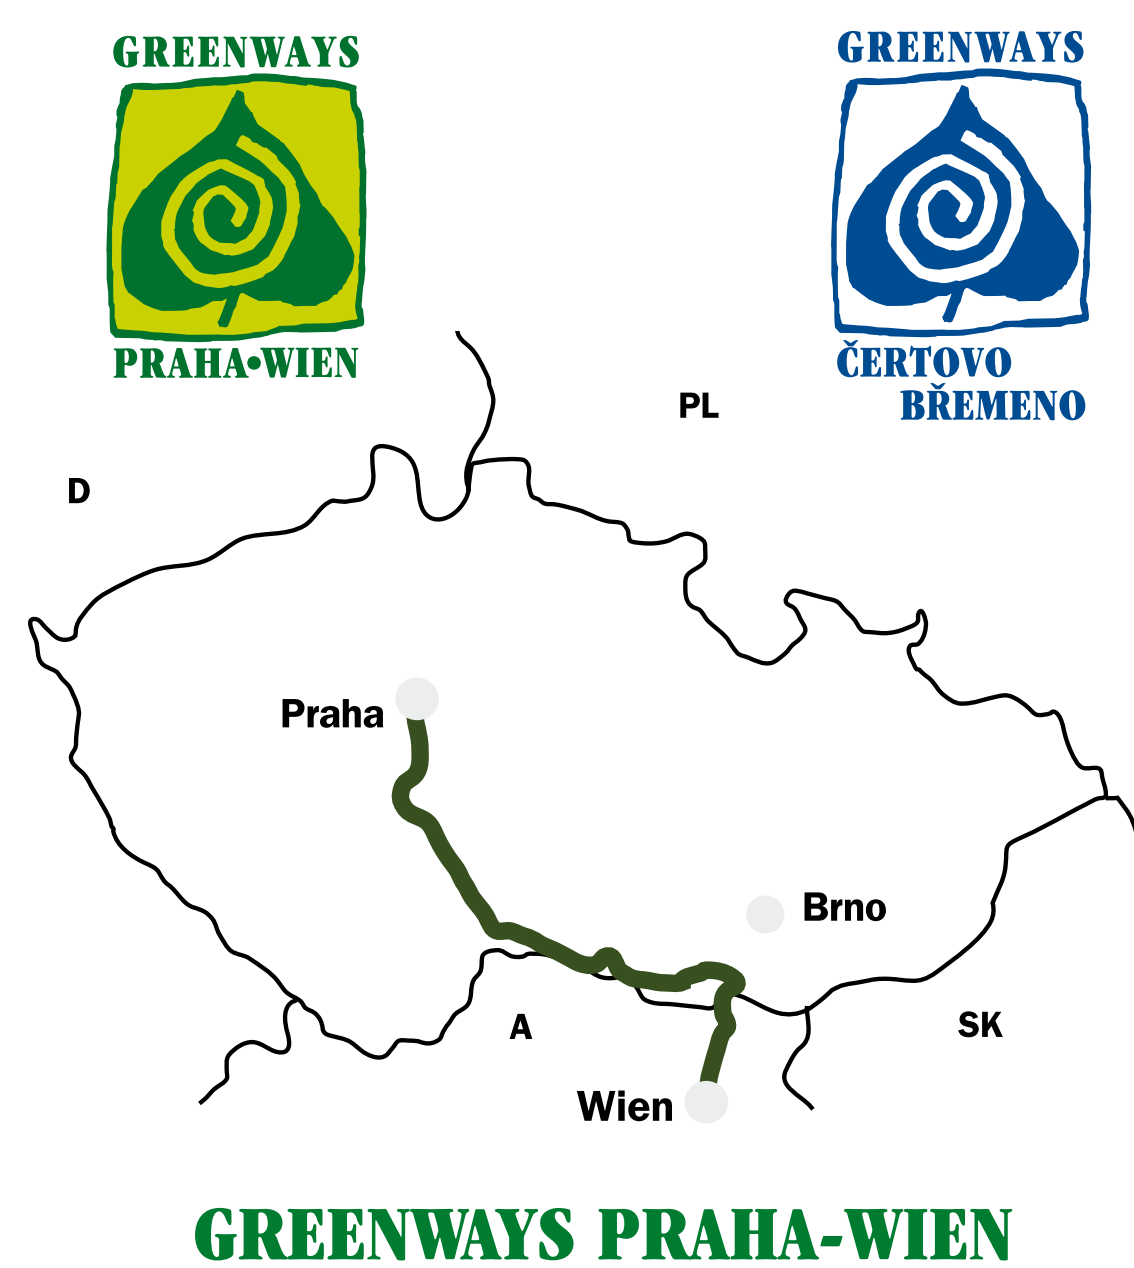 GREENWAYS
PRAHA•WIEN
GREENWAYS
ČERTOVO
BŘEMENO
PL
D
Praha
Brno
A
SK
Wien
GREENWAYS PRAHA-WIEN